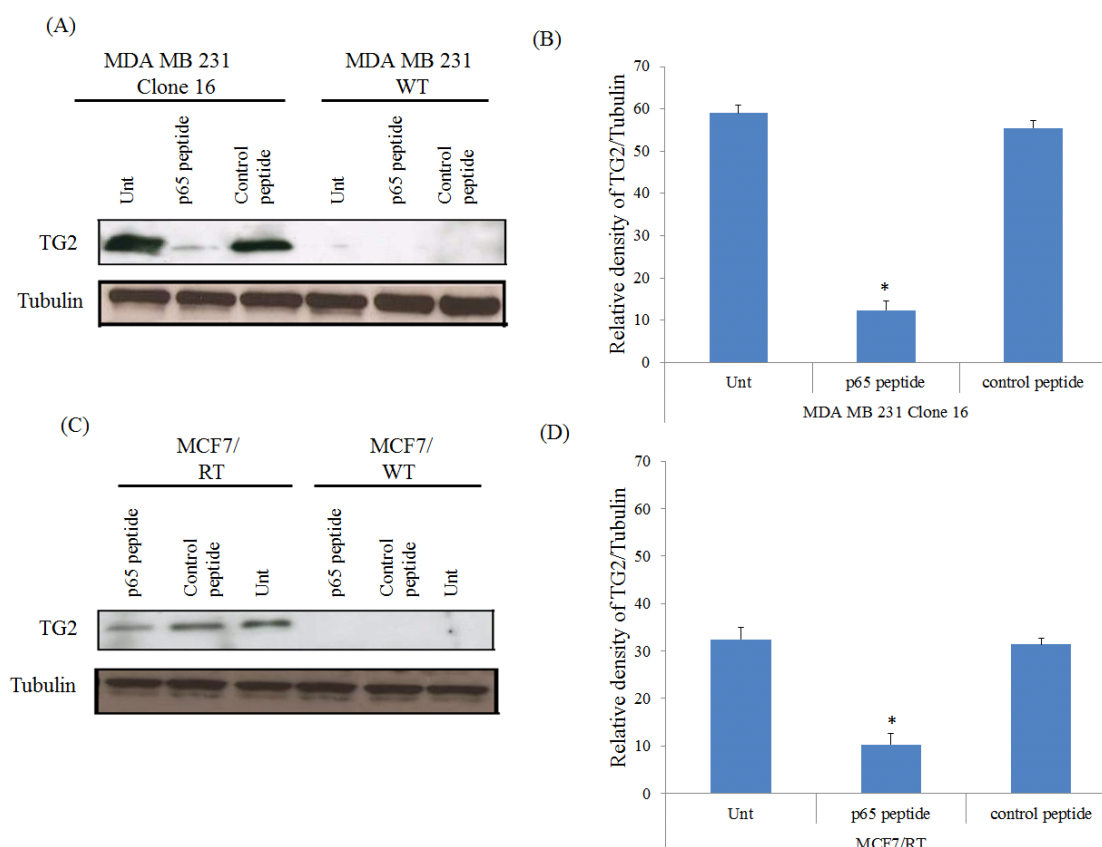 (A)
MDA MB 231
Clone 16
MDA MB 231
WT
Unt
p65 peptide
Control
peptide
Unt
p65 peptide
Control
peptide
TG2
Tubulin
(B)
Relative density of TG2/Tubulin
70
60
50
40
30
20
10
0
*
Unt
p65 peptide
control peptide
MDA MB 231 Clone 16
(C)
MCF7/
RT
MCF7/
WT
p65 peptide
Control
peptide
Unt
p65 peptide
Control
peptide
Unt
TG2
Tubulin
(D)
Relative density of TG2/Tubulin
70
60
50
40
30
20
10
0
*
Unt
p65 peptide
control peptide
MCF7/RT